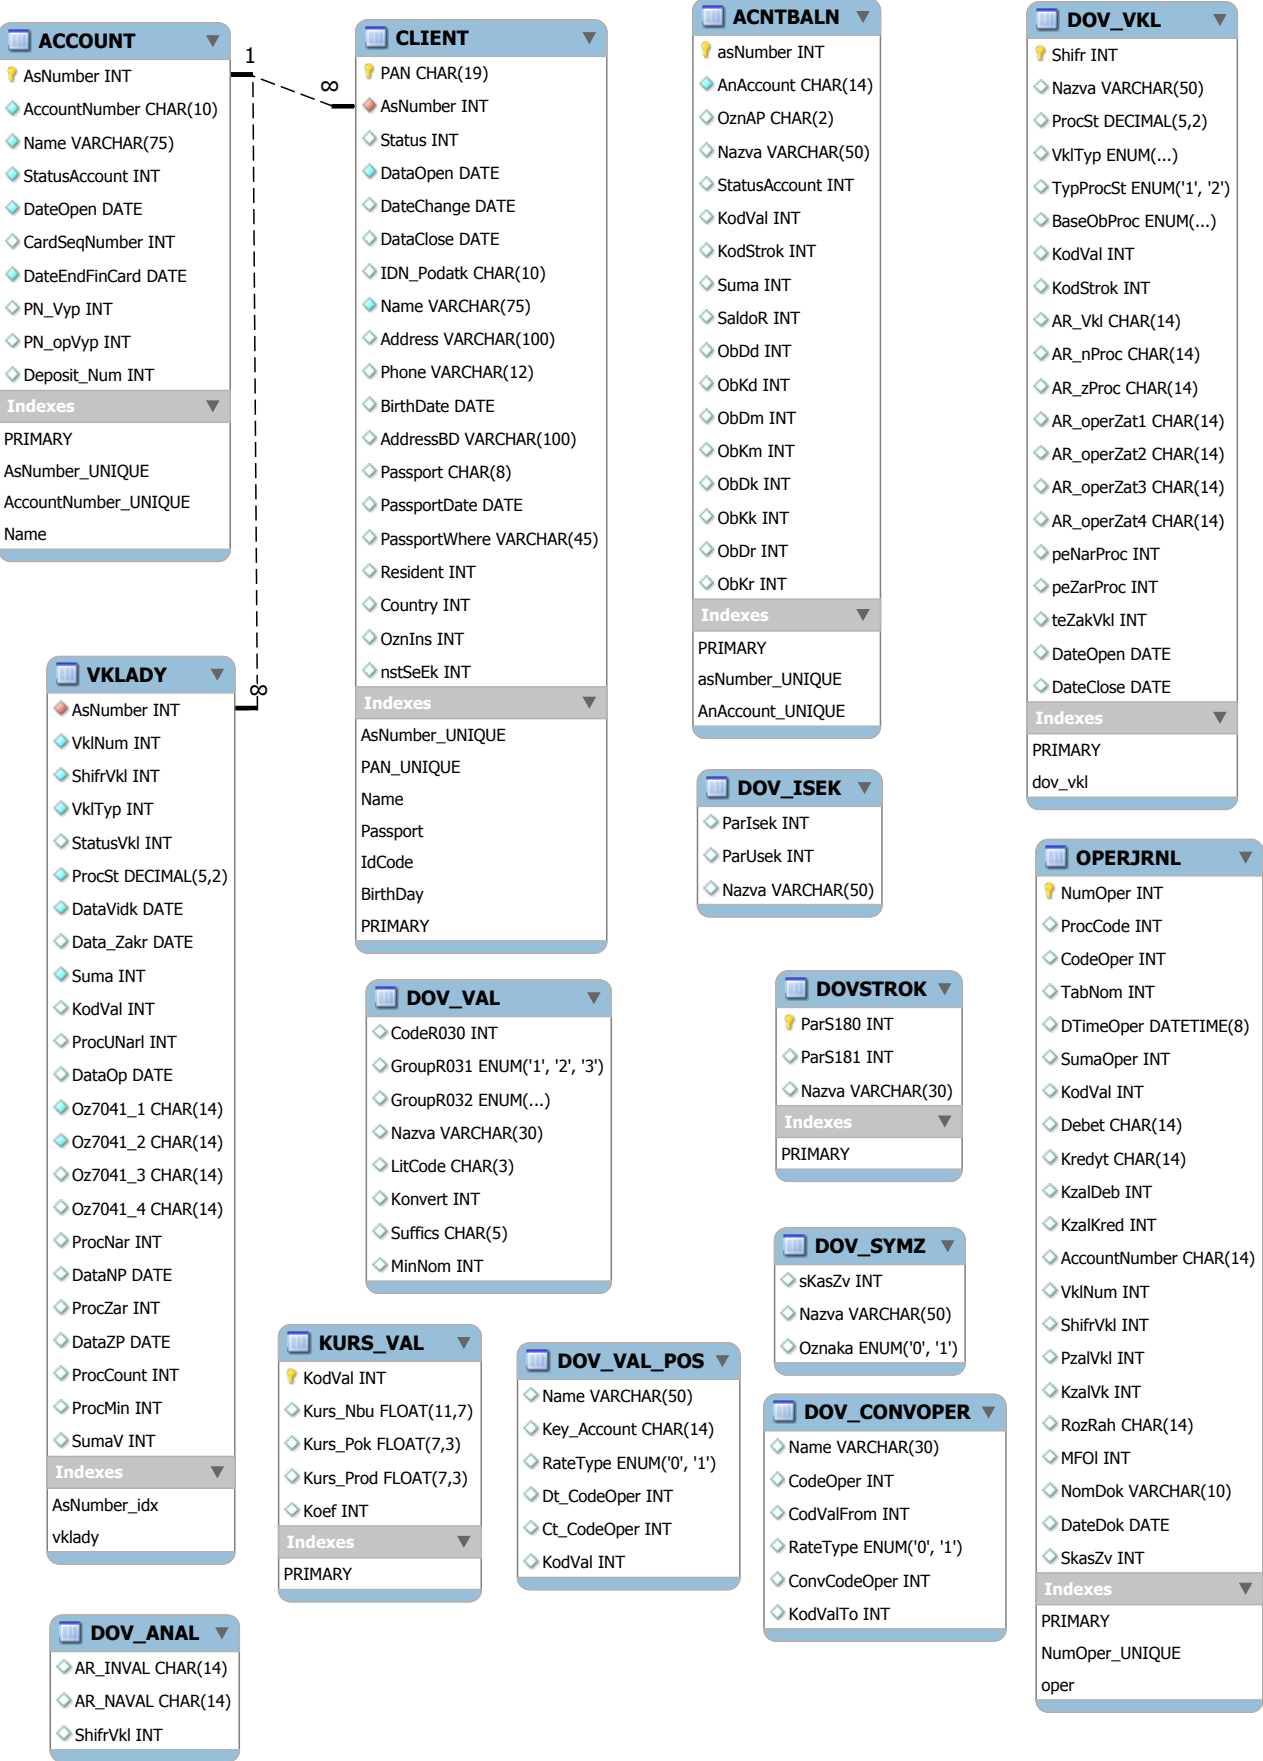 ACCOUNT
AsNumber INT
AccountNumber CHAR(10)
Name VARCHAR(75)
StatusAccount INT
DateOpen DATE
CardSeqNumber INT
DateEndFinCard DATE
PN_Vyp INT
PN_opVyp INT
Deposit_Num INT
Indexes
PRIMARY
AsNumber_UNIQUE
AccountNumber_UNIQUE
Name
1
∞
∞
CLIENT
PAN CHAR(19)
AsNumber INT
Status INT
DataOpen DATE
DateChange DATE
DataClose DATE
IDN_Podatk CHAR(10)
Name VARCHAR(75)
Address VARCHAR(100)
Phone VARCHAR(12)
BirthDate DATE
AddressBD VARCHAR(100)
Passport CHAR(8)
PassportDate DATE
PassportWhere VARCHAR(45)
Resident INT
Country INT
OznIns INT
nstSeEk INT
Indexes
AsNumber_UNIQUE
PAN_UNIQUE
Name
Passport
IdCode
BirthDay
PRIMARY
ACNTBALN
asNumber INT
AnAccount CHAR(14)
OznAP CHAR(2)
Nazva VARCHAR(50)
StatusAccount INT
KodVal INT
KodStrok INT
Suma INT
SaldoR INT
ObDd INT
ObKd INT
ObDm INT
ObKm INT
ObDk INT
ObKk INT
ObDr INT
ObKr INT
Indexes
PRIMARY
asNumber_UNIQUE
AnAccount_UNIQUE
DOV_VKL
Shifr INT
Nazva VARCHAR(50)
ProcSt DECIMAL(5,2)
VklTyp ENUM(...)
TypProcSt ENUM('1', '2')
BaseObProc ENUM(...)
KodVal INT
KodStrok INT
AR_Vkl CHAR(14)
AR_nProc CHAR(14)
AR_zProc CHAR(14)
AR_operZat1 CHAR(14)
AR_operZat2 CHAR(14)
AR_operZat3 CHAR(14)
AR_operZat4 CHAR(14)
peNarProc INT
peZarProc INT
teZakVkl INT
DateOpen DATE
DateClose DATE
Indexes
PRIMARY
dov_vkl
VKLADY
AsNumber INT
VklNum INT
ShifrVkl INT
VklTyp INT
StatusVkl INT
ProcSt DECIMAL(5,2)
DataVidk DATE
Data_Zakr DATE
Suma INT
KodVal INT
ProcUNarl INT
DataOp DATE
Oz7041_1 CHAR(14)
Oz7041_2 CHAR(14)
Oz7041_3 CHAR(14)
Oz7041_4 CHAR(14)
ProcNar INT
DataNP DATE
ProcZar INT
DataZP DATE
ProcCount INT
ProcMin INT
SumaV INT
Indexes
AsNumber_idx
vklady
DOV_ISEK
ParIsek INT
ParUsek INT
Nazva VARCHAR(50)
OPERJRNL
NumOper INT
ProcCode INT
CodeOper INT
TabNom INT
DTimeOper DATETIME(8)
SumaOper INT
KodVal INT
Debet CHAR(14)
Kredyt CHAR(14)
KzalDeb INT
KzalKred INT
AccountNumber CHAR(14)
VklNum INT
ShifrVkl INT
PzalVkl INT
KzalVk INT
RozRah CHAR(14)
MFOl INT
NomDok VARCHAR(10)
DateDok DATE
SkasZv INT
Indexes
PRIMARY
NumOper_UNIQUE
oper
DOV_VAL
CodeR030 INT
GroupR031 ENUM('1', '2', '3')
GroupR032 ENUM(...)
Nazva VARCHAR(30)
LitCode CHAR(3)
Konvert INT
Suffics CHAR(5)
MinNom INT
DOVSTROK
ParS180 INT
ParS181 INT
Nazva VARCHAR(30)
Indexes
PRIMARY
DOV_SYMZ
sKasZv INT
Nazva VARCHAR(50)
Oznaka ENUM('0', '1')
KURS_VAL
KodVal INT
Kurs_Nbu FLOAT(11,7)
Kurs_Pok FLOAT(7,3)
Kurs_Prod FLOAT(7,3)
Koef INT
Indexes
PRIMARY
DOV_VAL_POS
Name VARCHAR(50)
Key_Account CHAR(14)
RateType ENUM('0', '1')
Dt_CodeOper INT
Ct_CodeOper INT
KodVal INT
DOV_CONVOPER
Name VARCHAR(30)
CodeOper INT
CodValFrom INT
RateType ENUM('0', '1')
ConvCodeOper INT
KodValTo INT
DOV_ANAL
AR_INVAL CHAR(14)
AR_NAVAL CHAR(14)
ShifrVkl INT